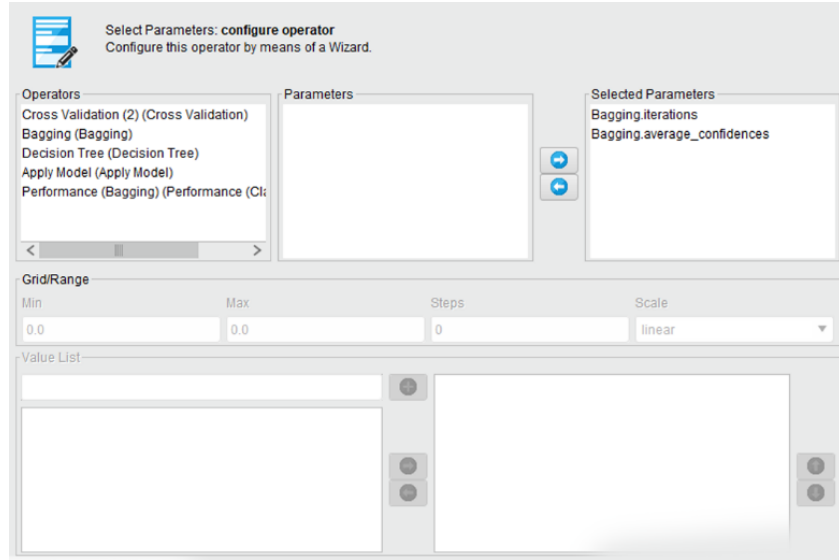 Select Parameters: configure operator
Configure this operator by means of a Wizard.
Operators
Cross Validation (2) (Cross Validation)
Bagging (Bagging)
Decision Tree (Decision Tree)
Apply Model (Apply Model)
Performance (Bagging) (Performance (Cla
Parameters
Selected Parameters
Bagging.iterations
Bagging.average_confidences
Grid/Range
Min Max Steps Scale
0.0 0.0 0 linear
Value List